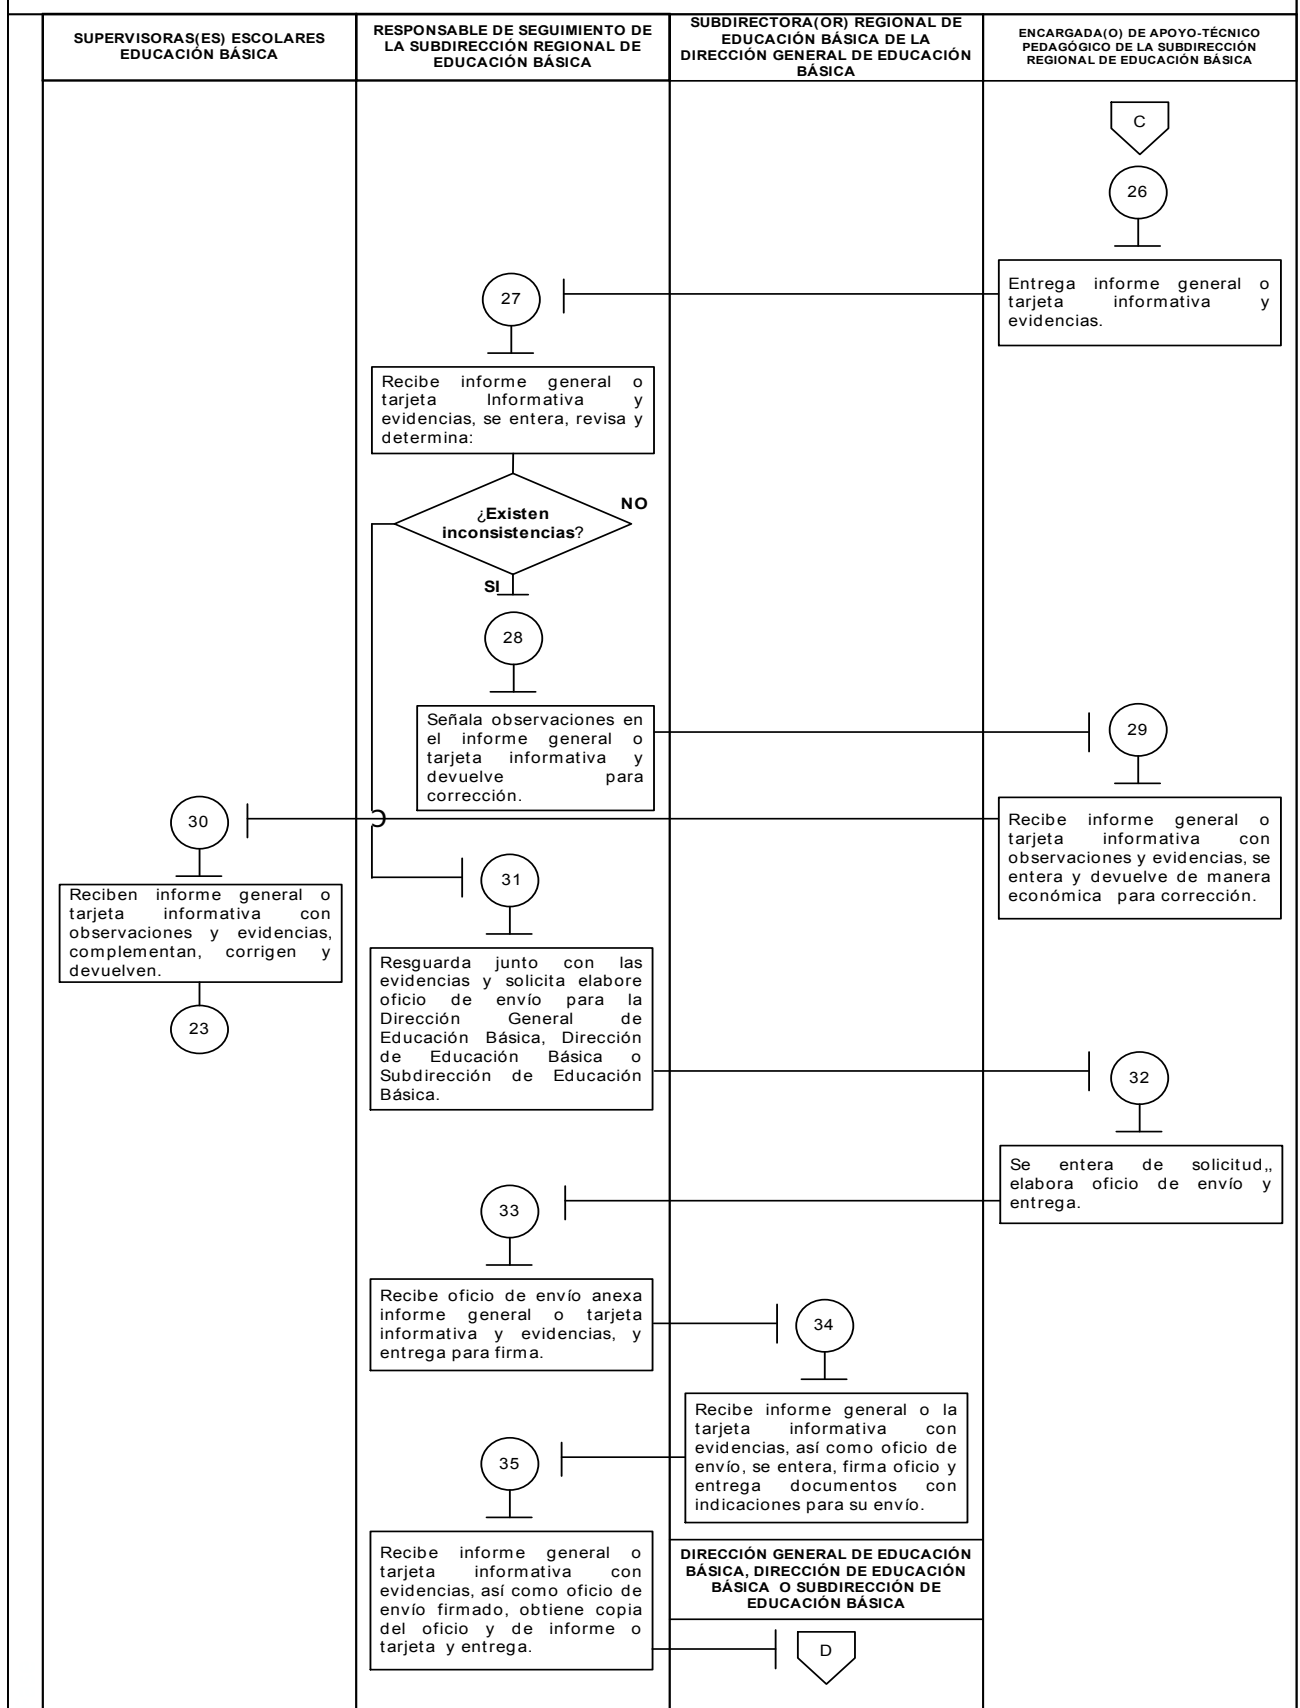 SUPERVISORAS(ES) ESCOLARES
EDUCACIÓN BÁSICA
RESPONSABLE DE SEGUIMIENTO DE
LA SUBDIRECCIÓN REGIONAL DE
EDUCACIÓN BÁSICA
SUBDIRECTORA(OR) REGIONAL DE
EDUCACIÓN BÁSICA DE LA
DIRECCIÓN GENERAL DE EDUCACIÓN
BÁSICA
ENCARGADA(O) DE APOYO-TÉCNICO
PEDAGÓGICO DE LA SUBDIRECCIÓN
REGIONAL DE EDUCACIÓN BÁSICA
C
26
Entrega informe general o
tarjeta informativa y
evidencias.
27
Recibe informe general o
tarjeta Informativa y
evidencias, se entera, revisa y
determina:
¿Existen
inconsistencias?
NO
SI
28
Señala observaciones en
el informe general o
tarjeta informativa y
devuelve para
corrección.
29
Recibe informe general o
tarjeta informativa con
observaciones y evidencias, se
entera y devuelve de manera
económica para corrección.
30
Reciben informe general o
tarjeta informativa con
observaciones y evidencias,
complementan, corrigen y
devuelven.
23
31
Resguarda junto con las
evidencias y solicita elabore
oficio de envío para la
Dirección General de
Educación Básica, Dirección
de Educación Básica o
Subdirección de Educación
Básica.
32
Se entera de solicitud,,
elabora oficio de envío y
entrega.
33
Recibe oficio de envío anexa
informe general o tarjeta
informativa y evidencias, y
entrega para firma.
34
Recibe informe general o la
tarjeta informativa con
evidencias, así como oficio de
envío, se entera, firma oficio y
entrega documentos con
indicaciones para su envío.
35
Recibe informe general o
tarjeta informativa con
evidencias, así como oficio de
envío firmado, obtiene copia
del oficio y de informe o
tarjeta y entrega.
DIRECCIÓN GENERAL DE EDUCACIÓN
BÁSICA, DIRECCIÓN DE EDUCACIÓN
BÁSICA O SUBDIRECCIÓN DE
EDUCACIÓN BÁSICA
D